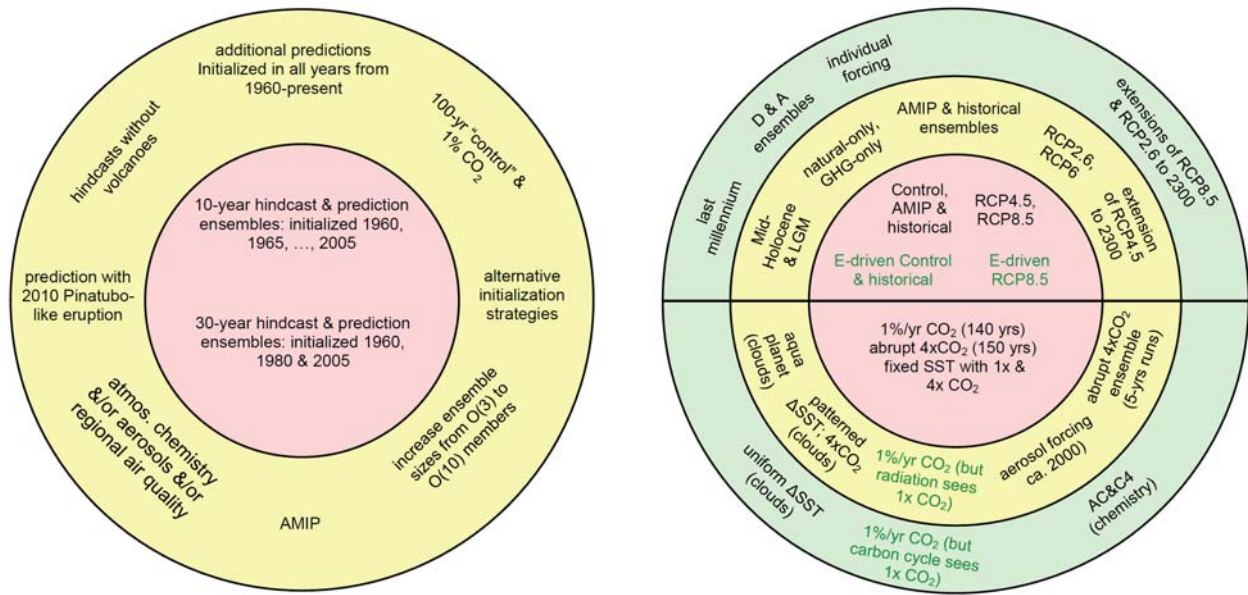 additional predictions
Initialized in all years from
1960-present
100-yr “control” &
1% CO₂
hindcasts without
volcanoes
10-year hindcast & prediction
ensembles: initialized 1960,
1965, …, 2005
prediction with
2010 Pinatubo-
like eruption
alternative
initialization
strategies
30-year hindcast & prediction
ensembles: initialized 1960,
1980 & 2005
atmos. chemistry
&/or aerosols &/or
regional air quality
increase ensemble
sizes from O(3) to
O(10) members
AMIP
individual
forcing
D & A
ensembles
last
millennium
extensions of RCP8.5
& RCP2.6 to 2300
AMIP & historical
ensembles
natural-only,
GHG-only
RCP2.6,
RCP6
Mid-
Holocene
& LGM
extension
of RCP4.5
to 2300
Control,
AMIP &
historical
RCP4.5,
RCP8.5
E-driven Control
& historical
E-driven
RCP8.5
1%/yr CO₂ (140 yrs)
abrupt 4xCO₂ (150 yrs)
fixed SST with 1x &
4x CO₂
aqua
planet
(clouds)
abrupt 4xCO₂
ensemble
(5-yrs runs)
patterned
ΔSST; 4xCO₂
(clouds)
aerosol forcing
ca. 2000)
1%/yr CO₂ (but
radiation sees
1x CO₂)
uniform ΔSST
(clouds)
AC&C4
(chemistry)
1%/yr CO₂ (but
carbon cycle sees
1x CO₂)